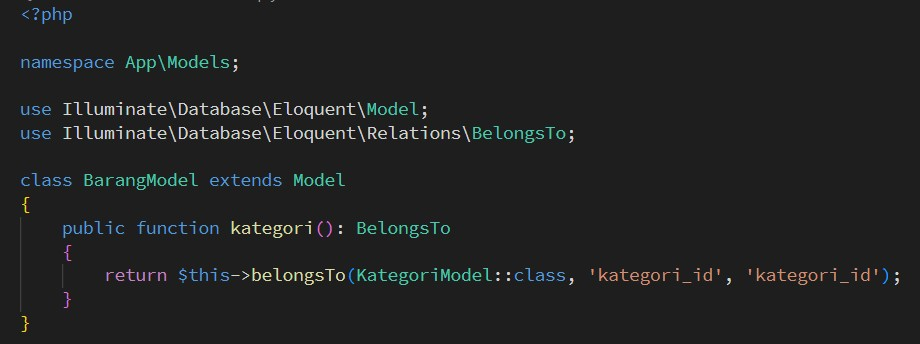 <?php
namespace App\Models;
use Illuminate\Database\Eloquent\Model;
use Illuminate\Database\Eloquent\Relations\BelongsTo;
class BarangModel extends Model
{
public function kategori(): BelongsTo
{
return $this->belongsTo(KategoriModel::class, 'kategori_id', 'kategori_id');
}
}